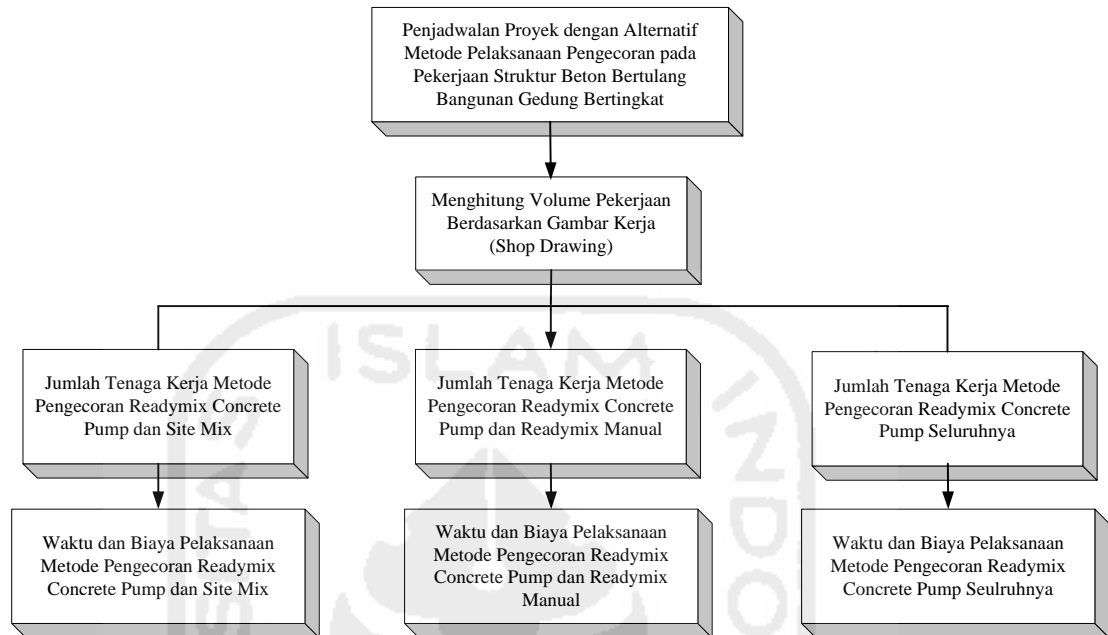 Penjadwalan Proyek dengan Alternatif
Metode Pelaksanaan Pengecoran pada
Pekerjaan Struktur Beton Bertulang
Bangunan Gedung Bertingkat
Menghitung Volume Pekerjaan
Berdasarkan Gambar Kerja
(Shop Drawing)
Jumlah Tenaga Kerja Metode
Pengecoran Readymix Concrete
Pump dan Site Mix
Jumlah Tenaga Kerja Metode
Pengecoran Readymix Concrete
Pump dan Readymix Manual
Jumlah Tenaga Kerja Metode
Pengecoran Readymix Concrete
Pump Seluruhnya
Waktu dan Biaya Pelaksanaan
Metode Pengecoran Readymix
Concrete Pump dan Site Mix
Waktu dan Biaya Pelaksanaan
Metode Pengecoran Readymix
Concrete Pump dan Readymix
Manual
Waktu dan Biaya Pelaksanaan
Metode Pengecoran Readymix
Concrete Pump Seulruhnya
ISLAM